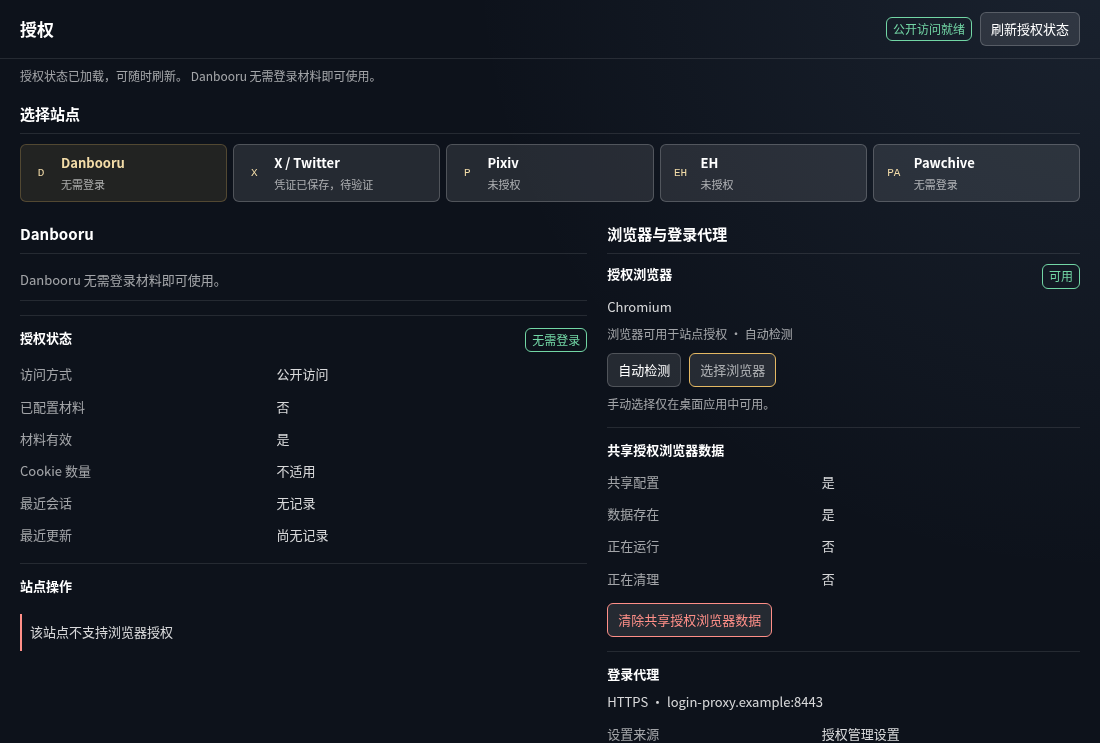 授权
公开访问就绪
刷新授权状态
授权状态已加载，可随时刷新。 Danbooru 无需登录材料即可使用。
选择站点
D
Danbooru
无需登录
X
X / Twitter
凭证已保存，待验证
P
Pixiv
未授权
EH
EH
未授权
PA
Pawchive
无需登录
Danbooru
Danbooru 无需登录材料即可使用。
授权状态
无需登录
访问方式 公开访问
已配置材料 否
材料有效 是
Cookie 数量 不适用
最近会话 无记录
最近更新 尚无记录
站点操作
该站点不支持浏览器授权
浏览器与登录代理
授权浏览器
可用
Chromium
浏览器可用于站点授权 · 自动检测
自动检测
选择浏览器
手动选择仅在桌面应用中可用。
共享授权浏览器数据
共享配置 是
数据存在 是
正在运行 否
正在清理 否
清除共享授权浏览器数据
登录代理
HTTPS · login-proxy.example:8443
设置来源 授权管理设置